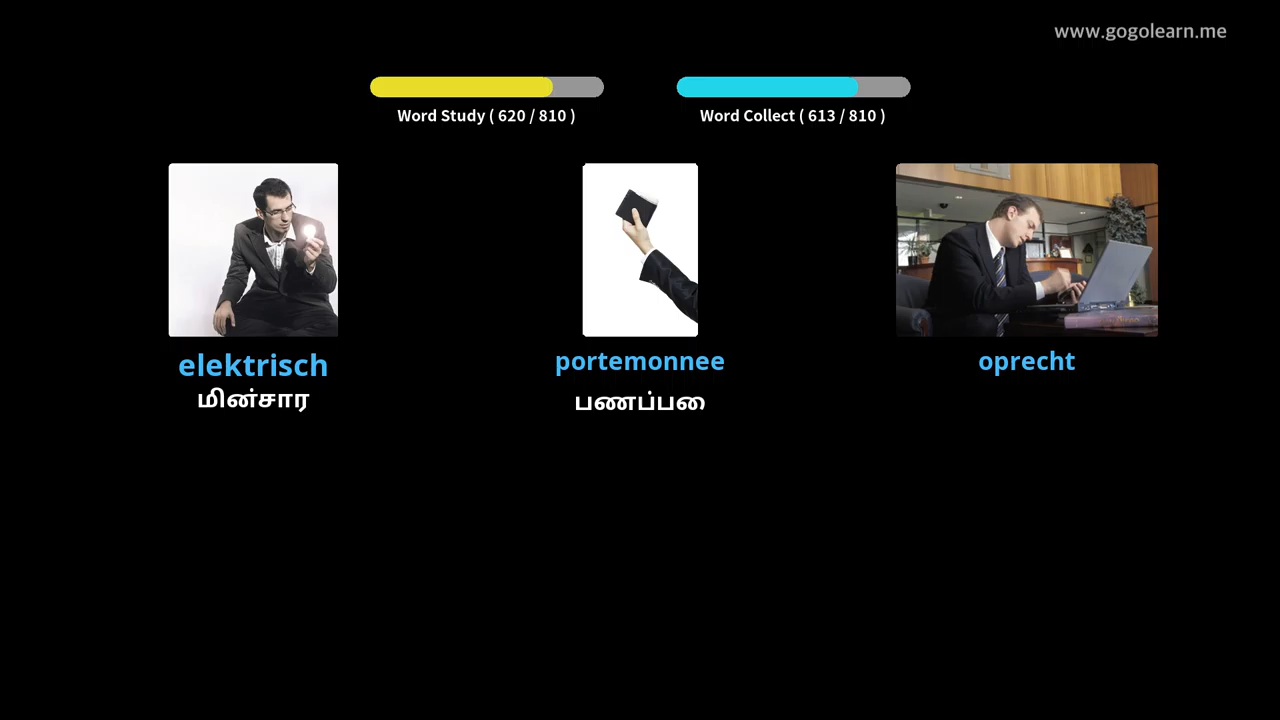 www.gogolearn.me
Word Study ( 620 / 810 )
Word Collect ( 613 / 810 )
elektrisch
portemonnee
oprecht
மின்சார
பணப்பை